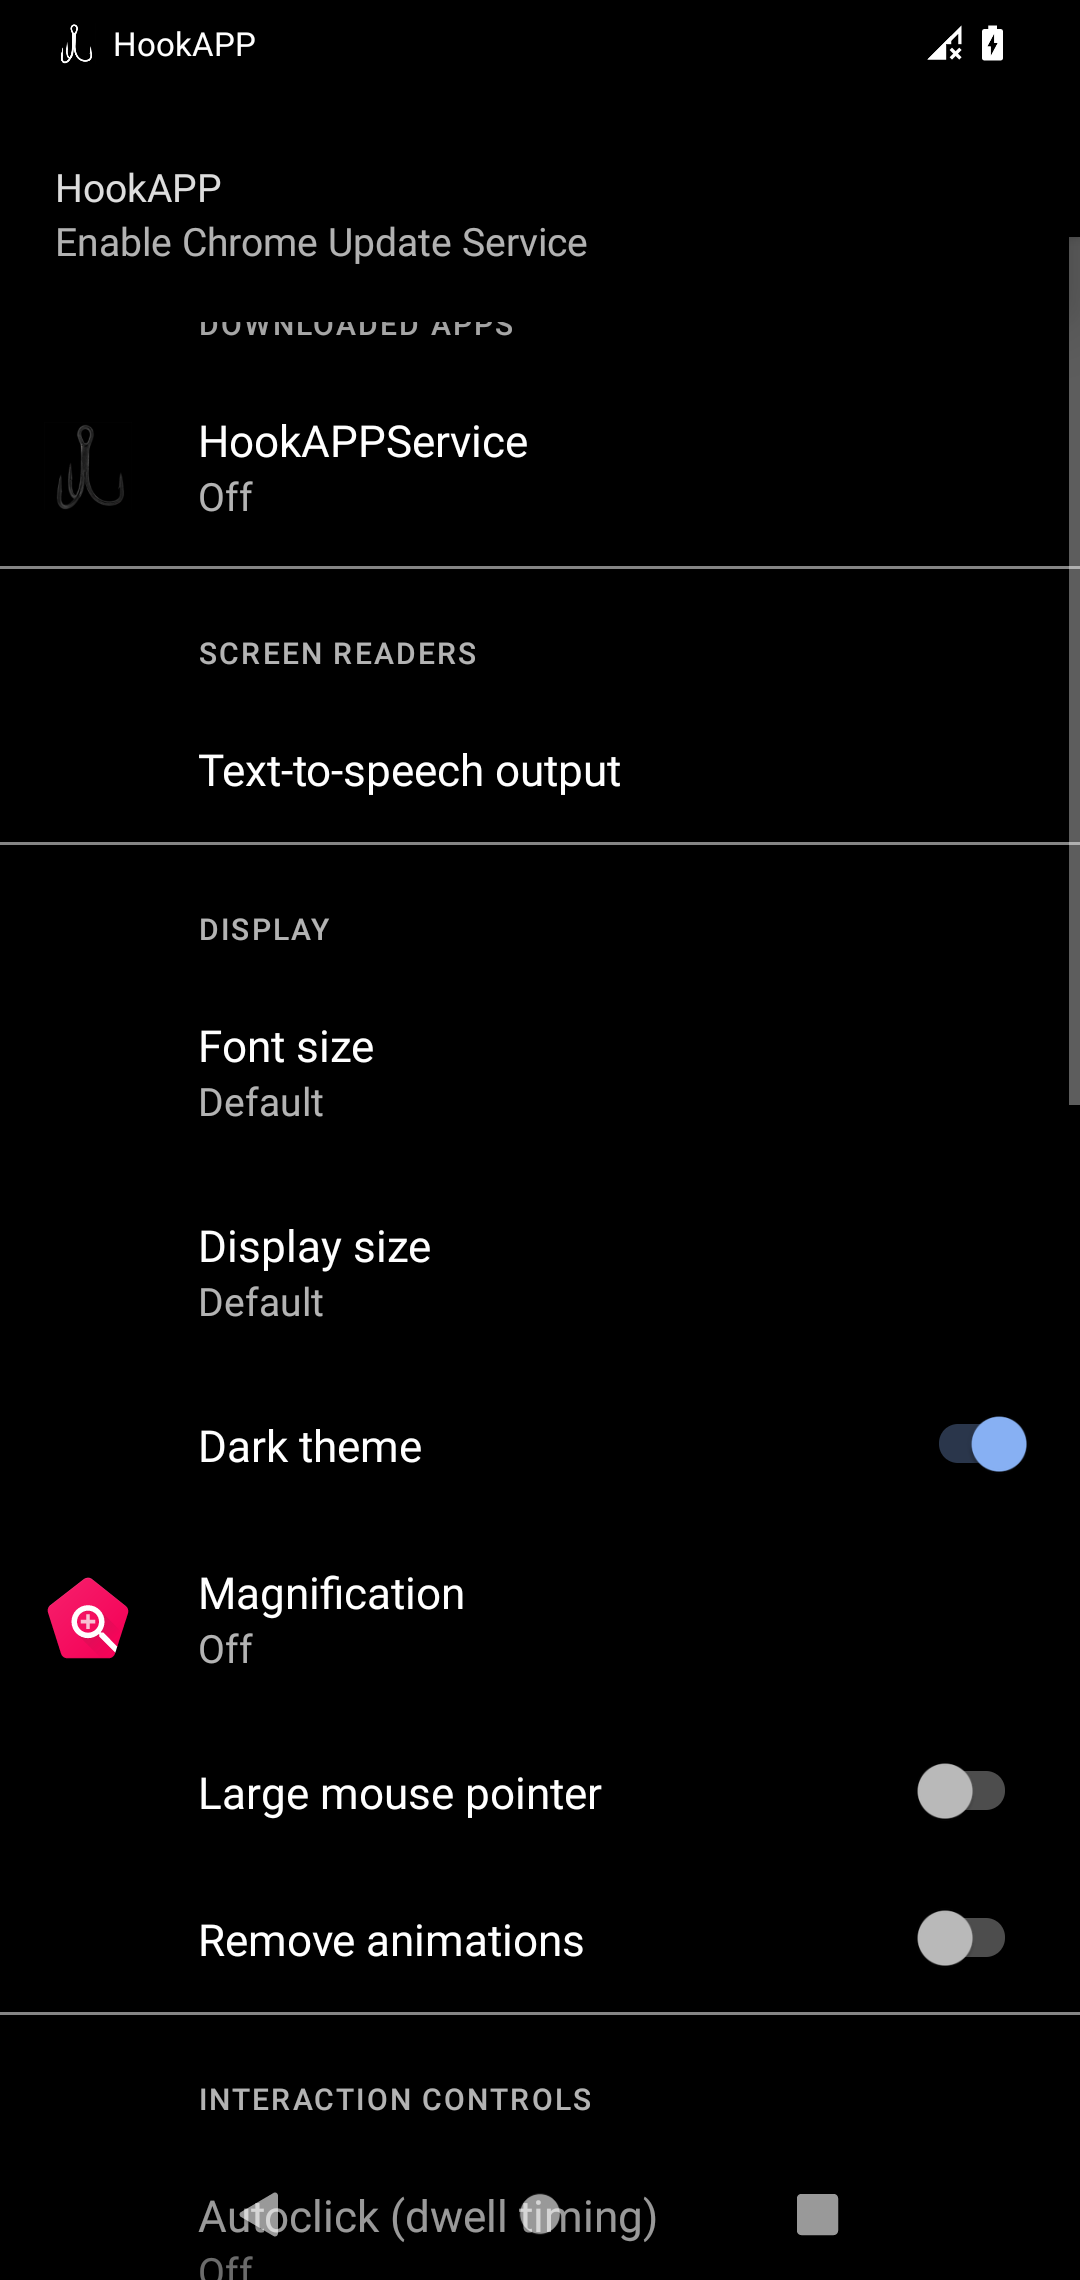 HookAPP
HookAPP
Enable Chrome Update Service
DOWNLOADED APPS
HookAPPService
Off
SCREEN READERS
Text-to-speech output
DISPLAY
Font size
Default
Display size
Default
Dark theme
Magnification
Off
Large mouse pointer
Remove animations
INTERACTION CONTROLS
Autoclick (dwell timing)
Off